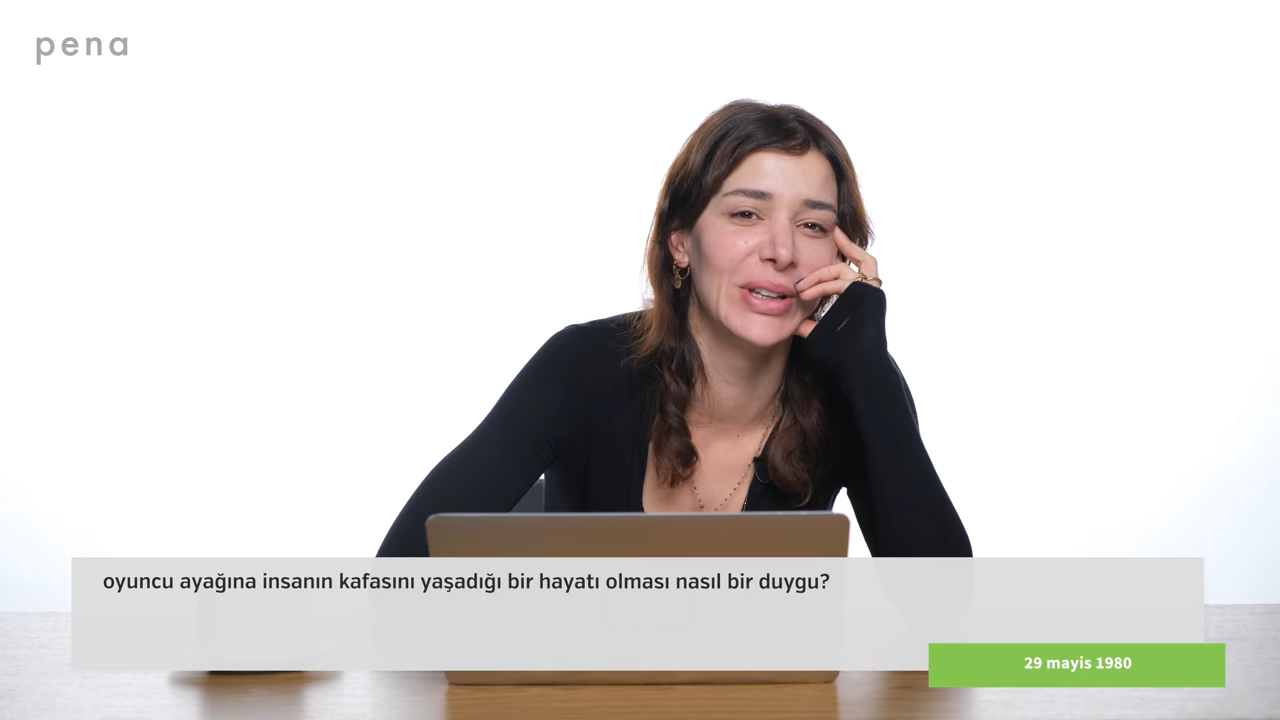 pena
oyuncu ayağına insanın kafasını yaşadığı bir hayatı olması nasıl bir duygu?
29 mayis 1980